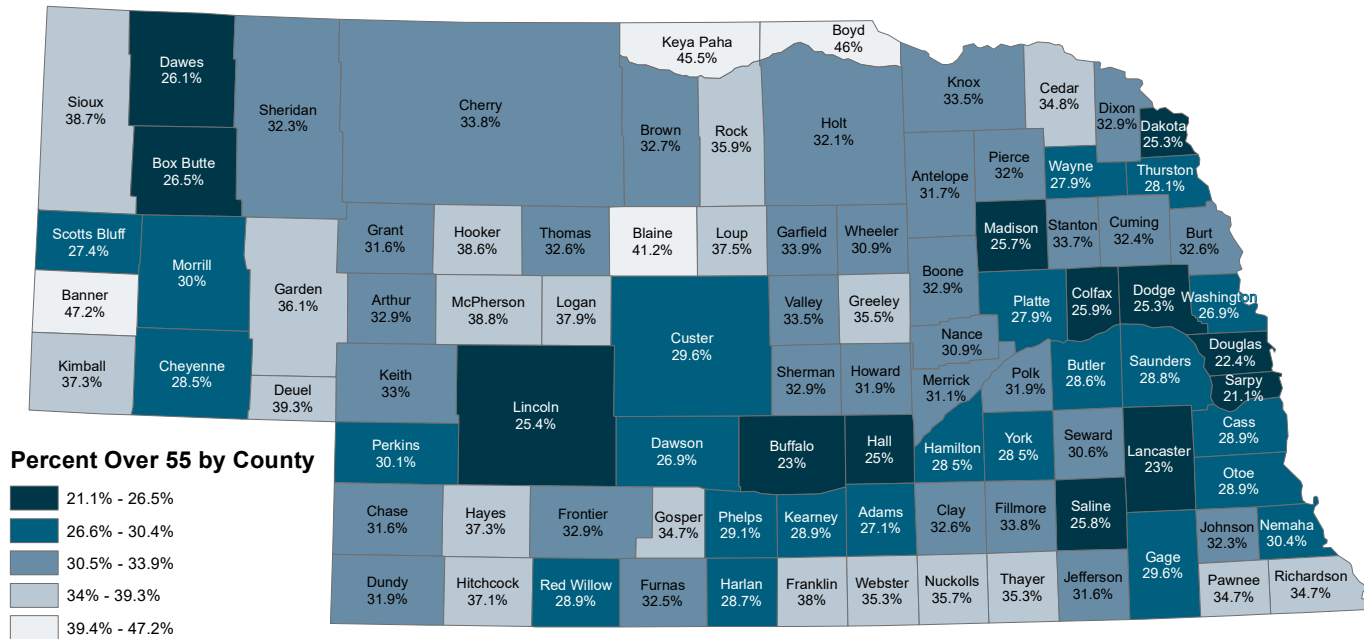 Keya Paha
45.5%
Boyd
46%
Dawes
26.1%
Sioux
38.7%
Sheridan
32.3%
Cherry
33.8%
Brown
32.7%
Rock
35.9%
Holt
32.1%
Knox
33.5%
Cedar
34.8%
Dixon
32.9%
Dakota
25.3%
Box Butte
26.5%
Antelope
31.7%
Pierce
32%
Wayne
27.9%
Thurston
28.1%
Scotts Bluff
27.4%
Morrill
30%
Garden
36.1%
Grant
31.6%
Hooker
38.6%
Thomas
32.6%
Blaine
41.2%
Loup
37.5%
Garfield
33.9%
Wheeler
30.9%
Madison
25.7%
Stanton
33.7%
Cuming
32.4%
Burt
32.6%
Banner
47.2%
Arthur
32.9%
McPherson
38.8%
Logan
37.9%
Custer
29.6%
Valley
33.5%
Greeley
35.5%
Boone
32.9%
Platte
27.9%
Colfax
25.9%
Dodge
25.3%
Washington
26.9%
Nance
30.9%
Kimball
37.3%
Cheyenne
28.5%
Deuel
39.3%
Keith
33%
Lincoln
25.4%
Sherman
32.9%
Howard
31.9%
Merrick
31.1%
Polk
31.9%
Butler
28.6%
Saunders
28.8%
Douglas
22.4%
Sarpy
21.1%
Perkins
30.1%
Dawson
26.9%
Buffalo
23%
Hall
25%
Hamilton
28 5%
York
28 5%
Seward
30.6%
Lancaster
23%
Cass
28.9%
Otoe
28.9%
Chase
31.6%
Hayes
37.3%
Frontier
32.9%
Gosper
34.7%
Phelps
29.1%
Kearney
28.9%
Adams
27.1%
Clay
32.6%
Fillmore
33.8%
Saline
25.8%
Gage
29.6%
Johnson
32.3%
Nemaha
30.4%
Dundy
31.9%
Hitchcock
37.1%
Red Willow
28.9%
Furnas
32.5%
Harlan
28.7%
Franklin
38%
Webster
35.3%
Nuckolls
35.7%
Thayer
35.3%
Jefferson
31.6%
Pawnee
34.7%
Richardson
34.7%
Percent Over 55 by County
21.1% - 26.5%
26.6% - 30.4%
30.5% - 33.9%
34% - 39.3%
39.4% - 47.2%